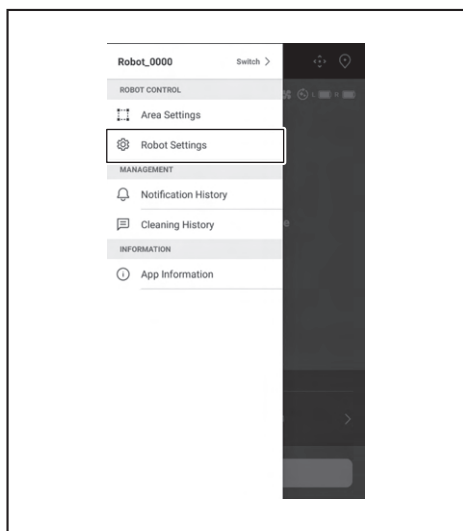 Robot_0000 Switch >
ROBOT CONTROL
Area Settings
Robot Settings
MANAGEMENT
Notification History
Cleaning History
INFORMATION
App Information